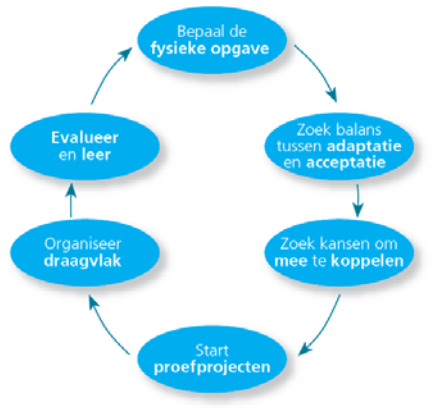 Bepaal de
fysieke opgave
Zoek balans
tussen adaptatie
en acceptatie
Zoek kansen om
mee te koppelen
Start
proefprojecten
Organiseer
draagvlak
Evalueer
en leer